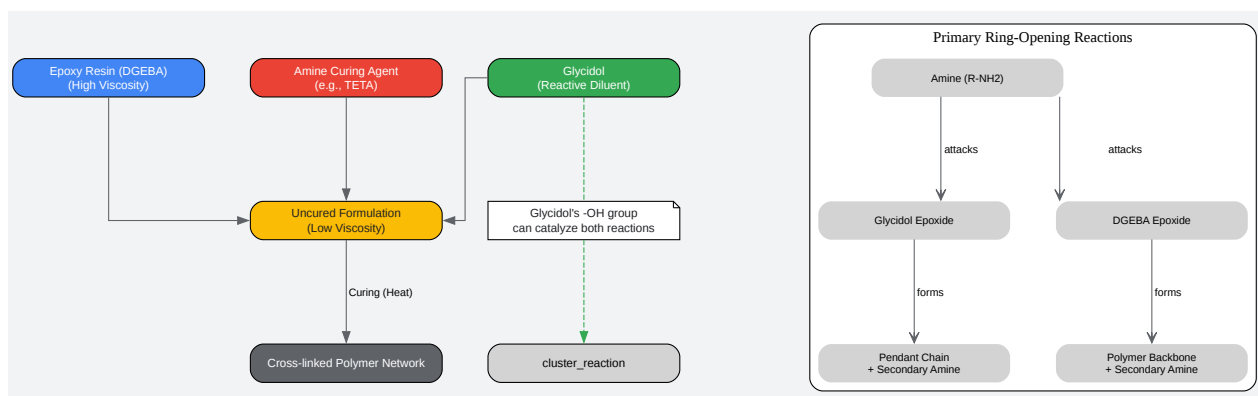 Primary Ring-Opening Reactions
Epoxy Resin (DGEBA)
(High Viscosity)
Amine Curing Agent
(e.g., TETA)
Glycidol
(Reactive Diluent)
Amine (R-NH2)
attacks
attacks
Uncured Formulation
(Low Viscosity)
Glycidol's -OH group
can catalyze both reactions
Glycidol Epoxide
DGEBA Epoxide
Curing (Heat)
forms
forms
Cross-linked Polymer Network
cluster_reaction
Pendant Chain
+ Secondary Amine
Polymer Backbone
+ Secondary Amine